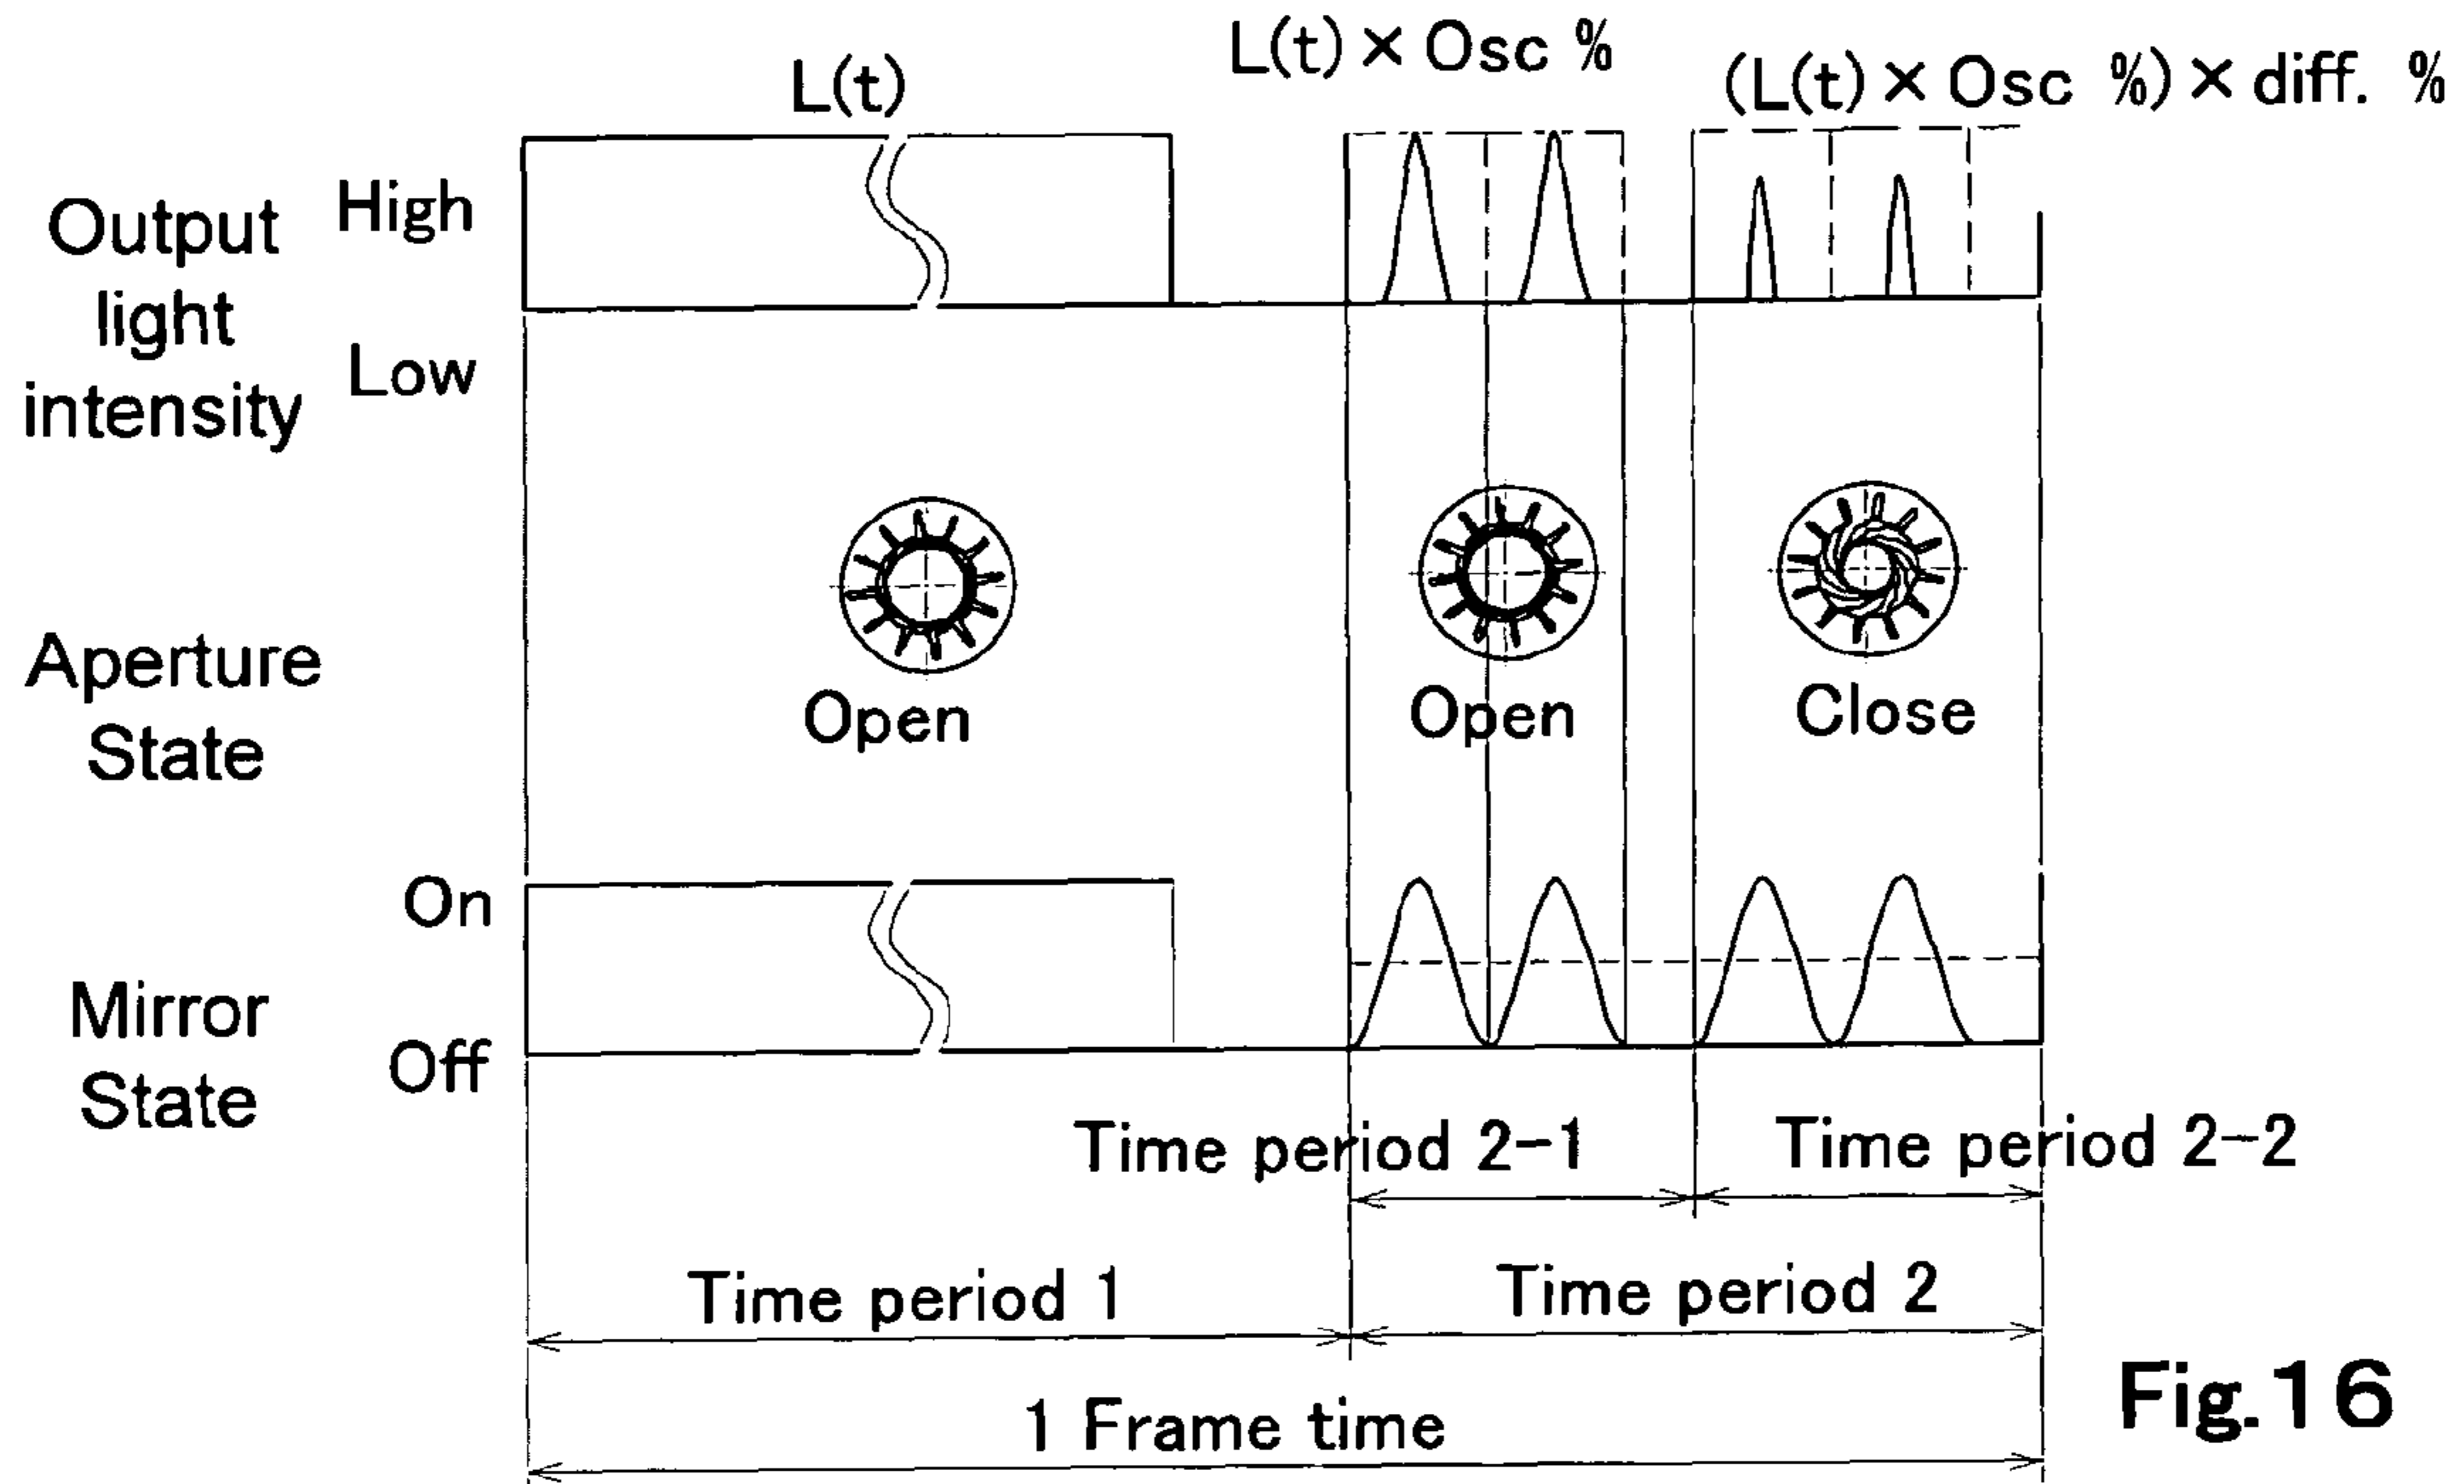 L(t)
L(t) × Osc %
(L(t) × Osc %) × diff. %
Output
light
intensity
High
Low
Aperture
State
Open
Open
Close
Mirror
State
On
Off
Time period 2-1
Time period 2-2
Time period 1
Time period 2
1 Frame time
Fig.16